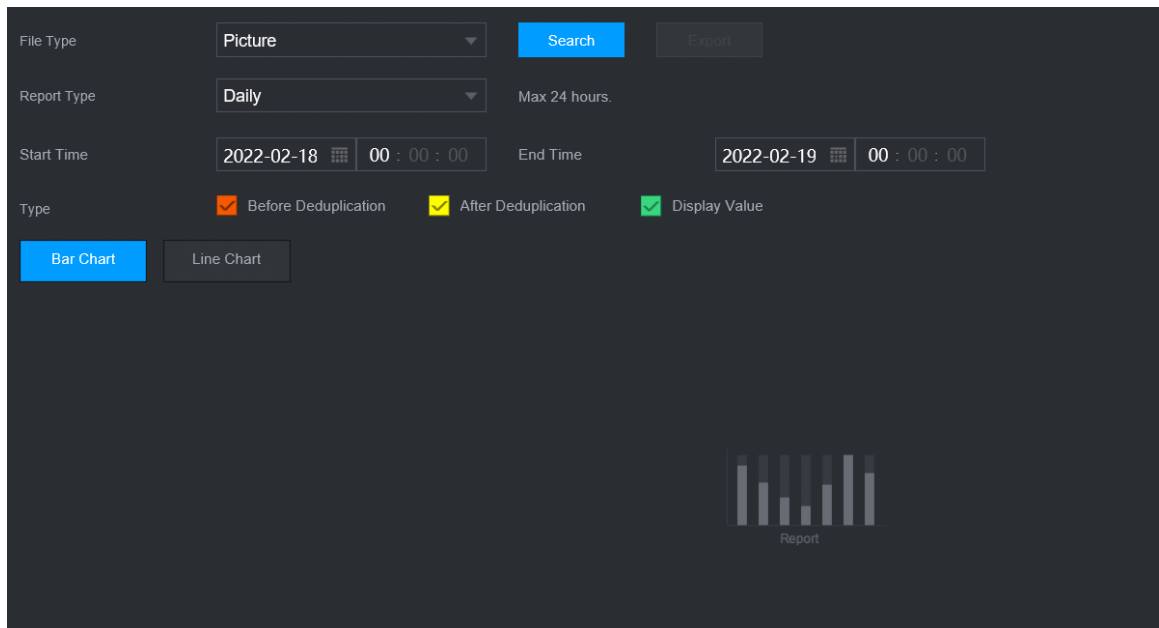 File Type Picture Search Export
Report Type Daily Max 24 hours.
Start Time 2022-02-18 00 : 00 : 00 End Time 2022-02-19 00 : 00 : 00
Type Before Deduplication After Deduplication Display Value
Bar Chart Line Chart
Report